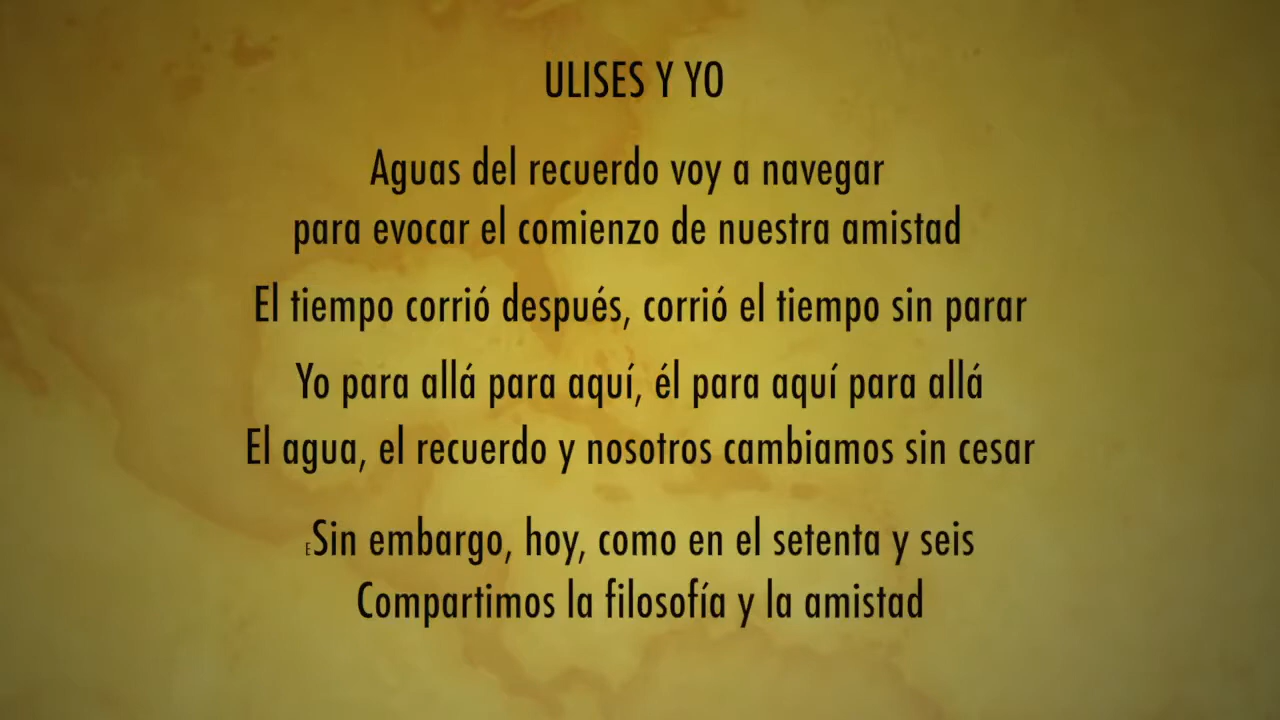 ULISES Y YO
Aguas del recuerdo voy a navegar
para evocar el comienzo de nuestra amistad
El tiempo corrió después, corrió el tiempo sin parar
Yo para allá para aquí, él para aquí para allá
El agua, el recuerdo y nosotros cambiamos sin cesar
ESin embargo, hoy, como en el setenta y seis
Compartimos la filosofía y la amistad